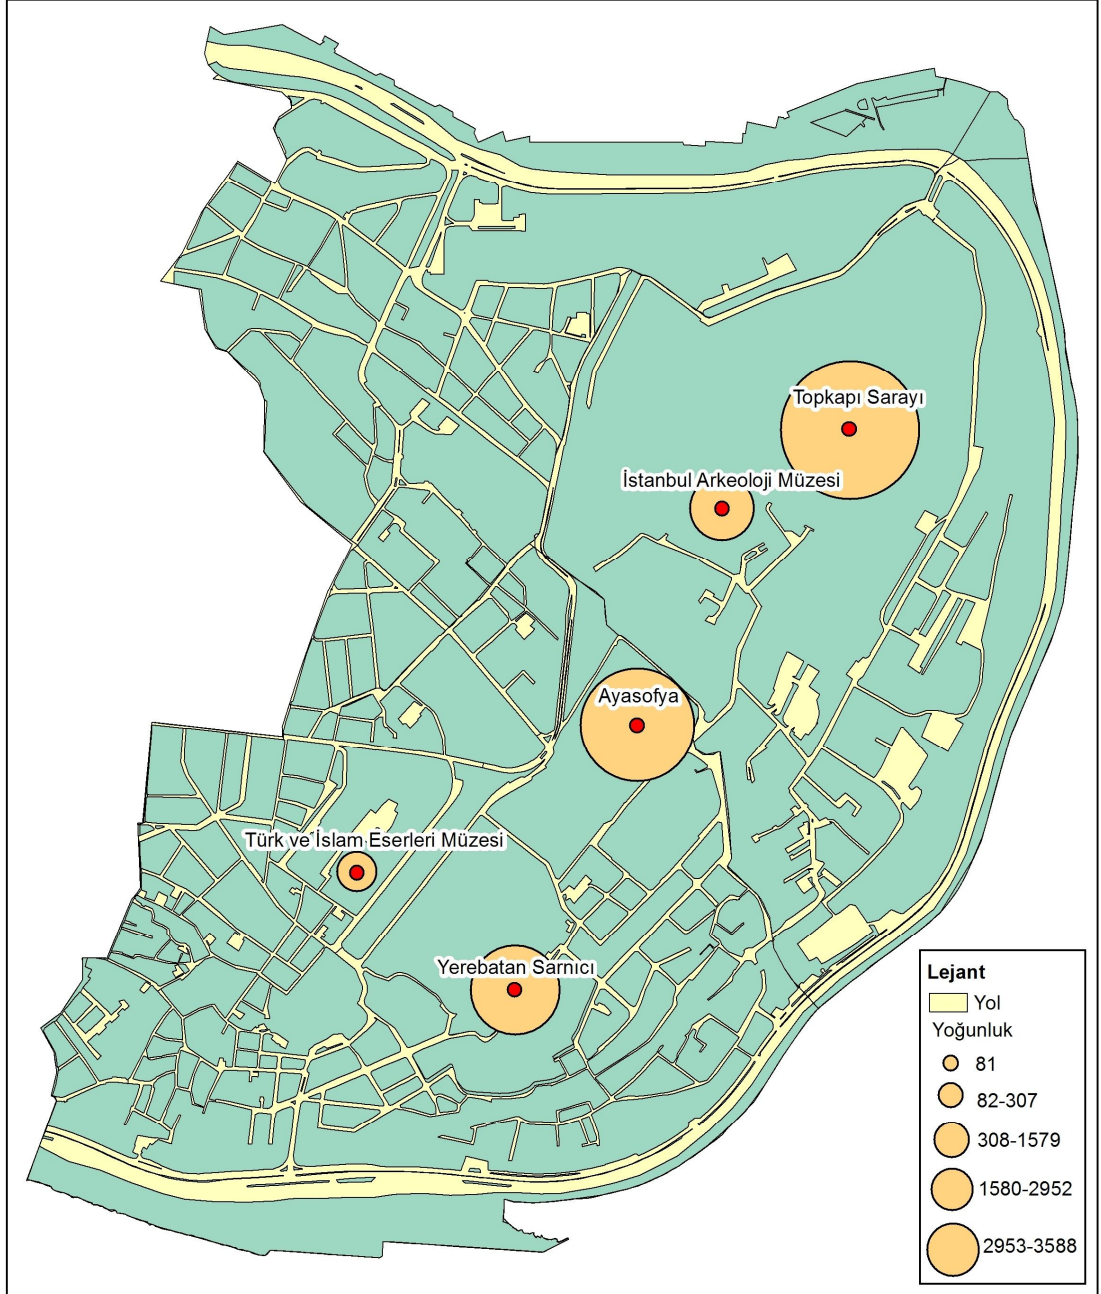 Topkapı Sarayı
İstanbul Arkeoloji Müzesi
Ayasofya
Türk ve İslam Eserleri Müzesi
Yerebatan Sarnıcı
Lejant
Yol
Yoğunluk
81
82-307
308-1579
1580-2952
2953-3588